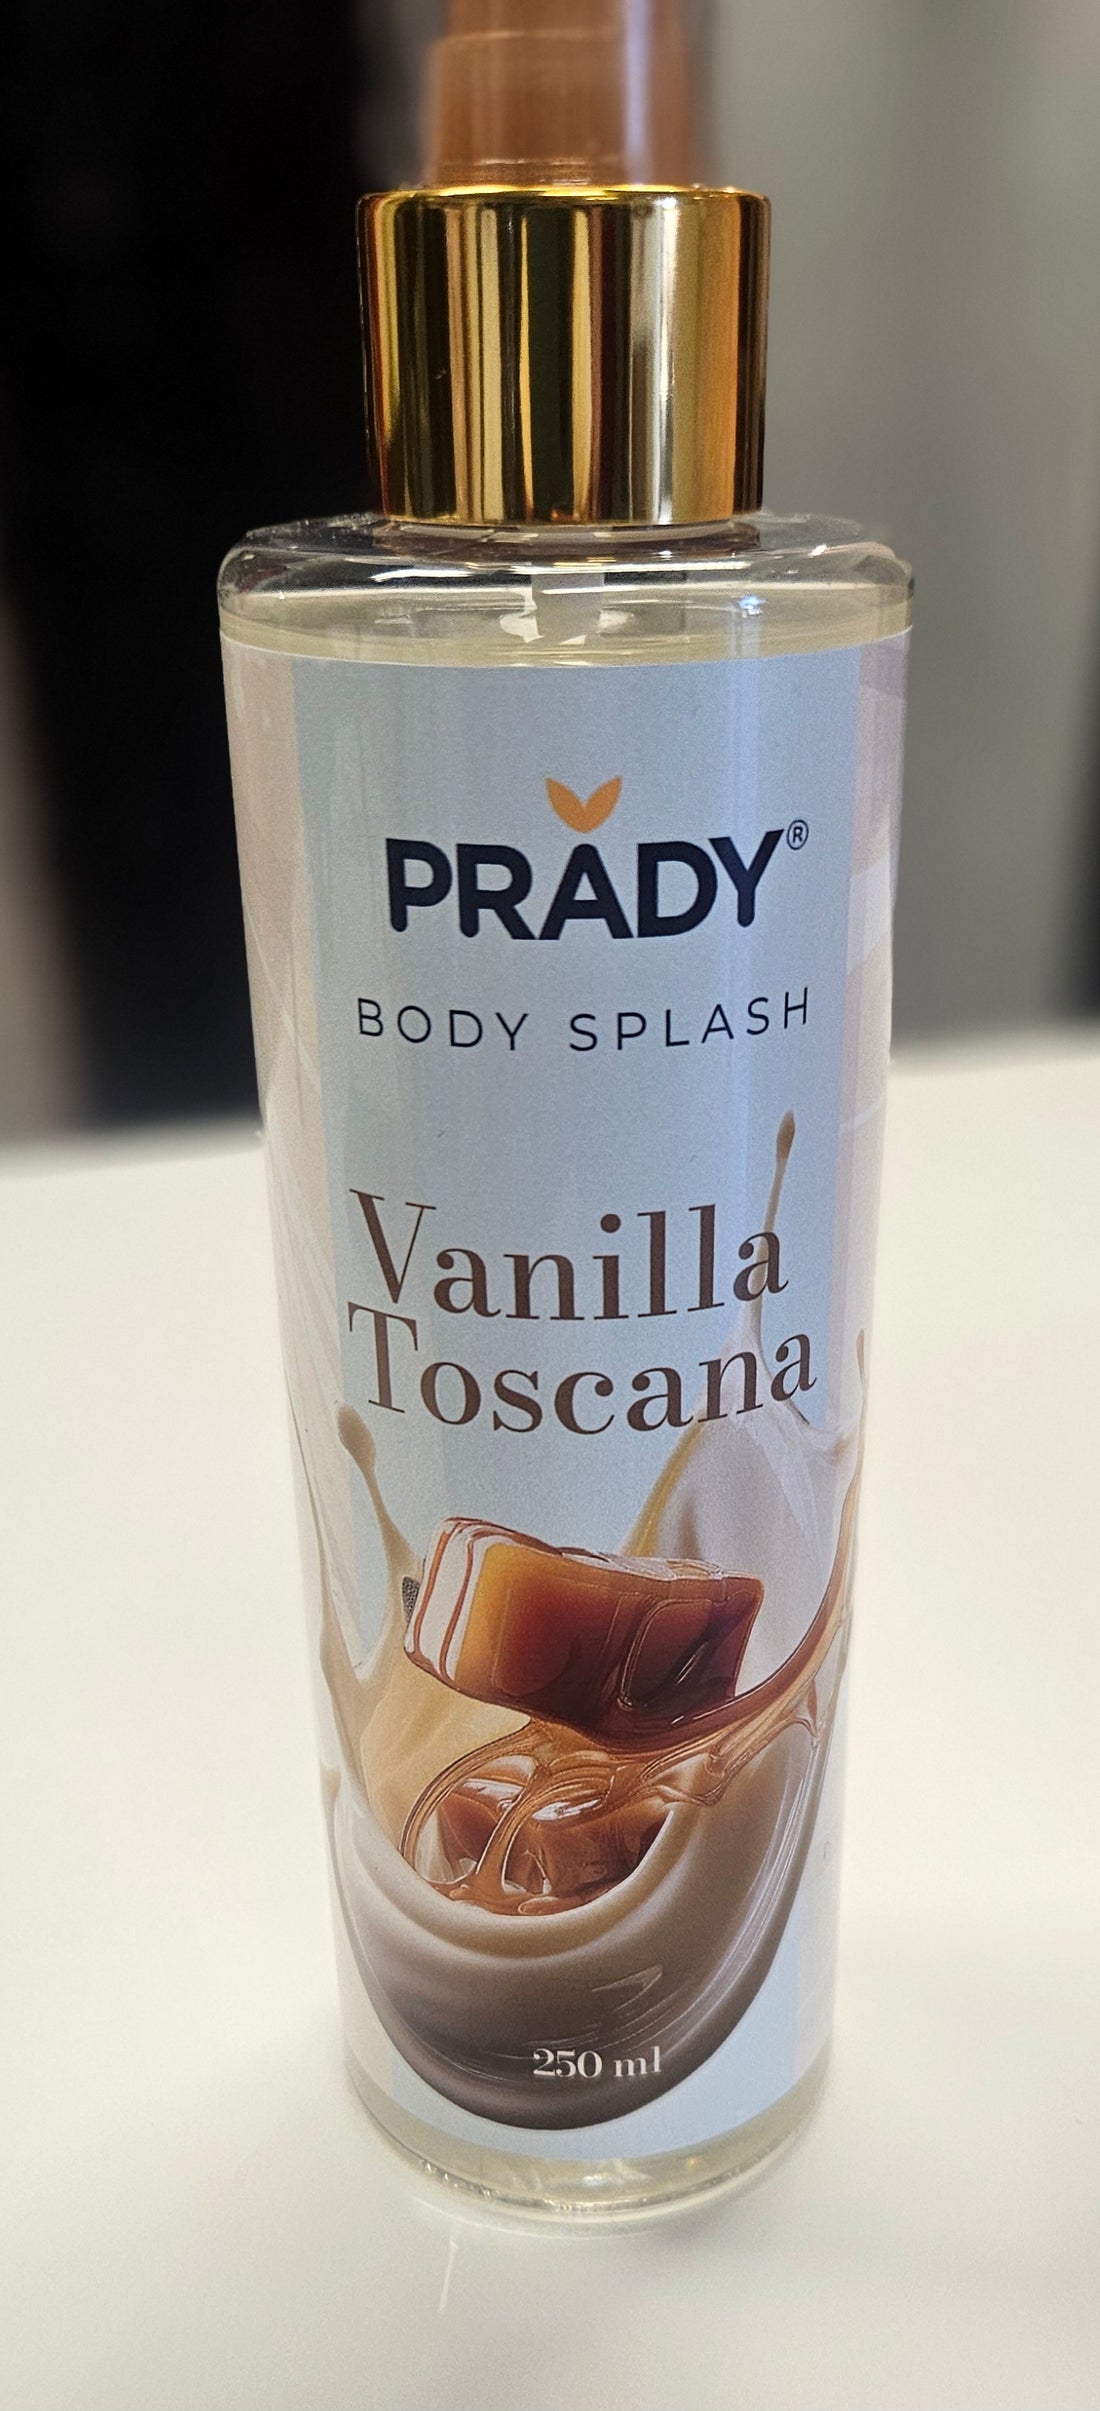 PRADY®
BODY SPLASH
Vanilla
Toscana
250 ml